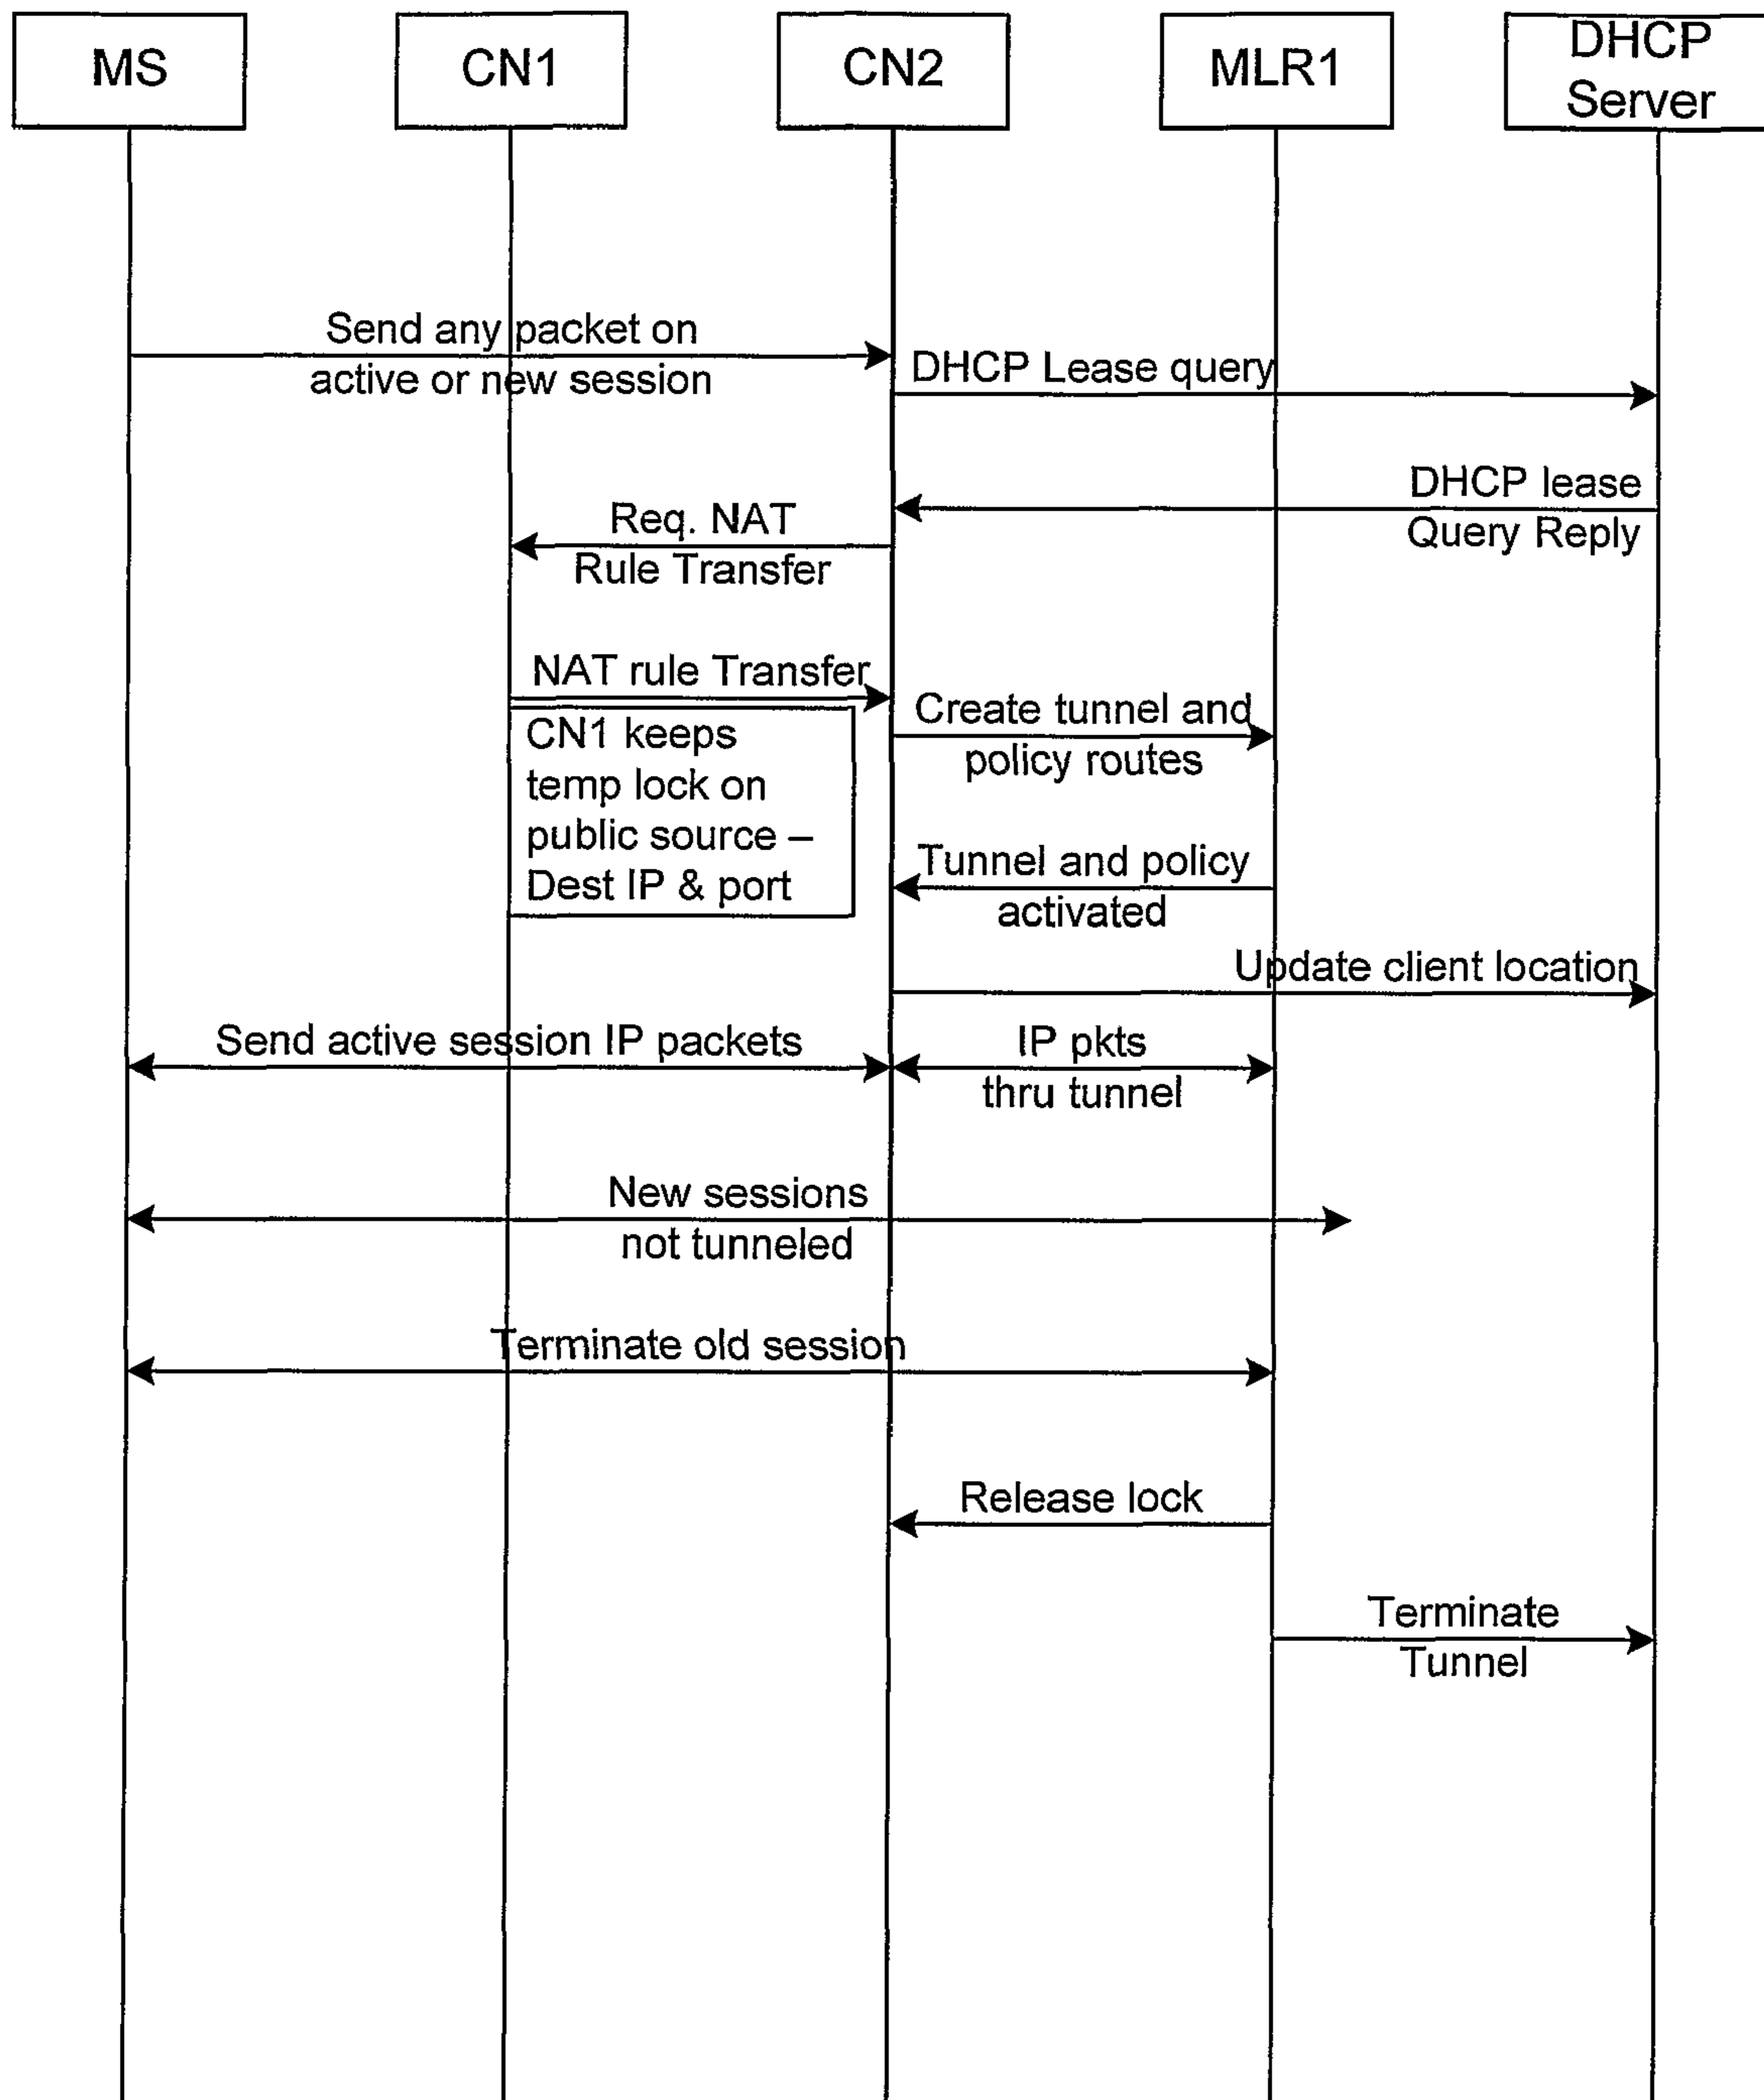 MS
CN1
CN2
MLR1
DHCP
Server
Send any packet on
active or new session
DHCP Lease query
DHCP lease
Query Reply
Req. NAT
Rule Transfer
NAT rule Transfer
CN1 keeps
temp lock on
public source –
Dest IP & port
Create tunnel and
policy routes
Tunnel and policy
activated
Update client location
Send active session IP packets
IP pkts
thru tunnel
New sessions
not tunneled
Terminate old session
Release lock
Terminate
Tunnel